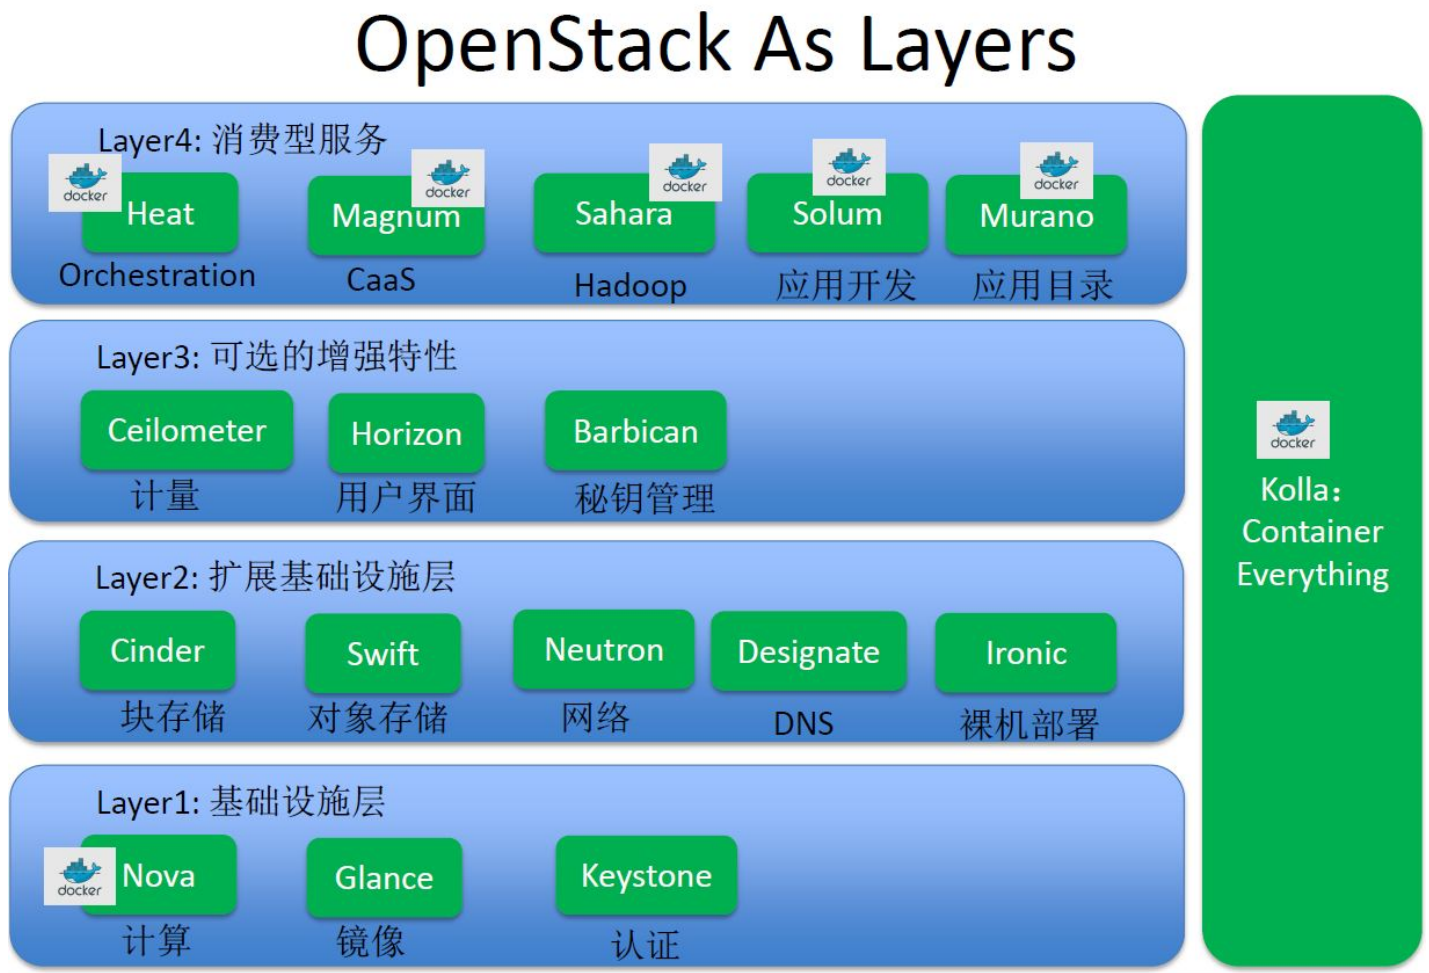 OpenStack As Layers
Layer4: 消费型服务
docker
docker
docker
docker
docker
Heat
Magnum
Sahara
Solum
Murano
Orchestration
CaaS
Hadoop
应用开发
应用目录
Layer3: 可选的增强特性
Ceilometer
Horizon
Barbican
计量
用户界面
秘钥管理
Layer2: 扩展基础设施层
Cinder
Swift
Neutron
Designate
Ironic
块存储
对象存储
网络
DNS
裸机部署
Layer1: 基础设施层
docker
Nova
Glance
Keystone
计算
镜像
认证
docker
Kolla：
Container
Everything